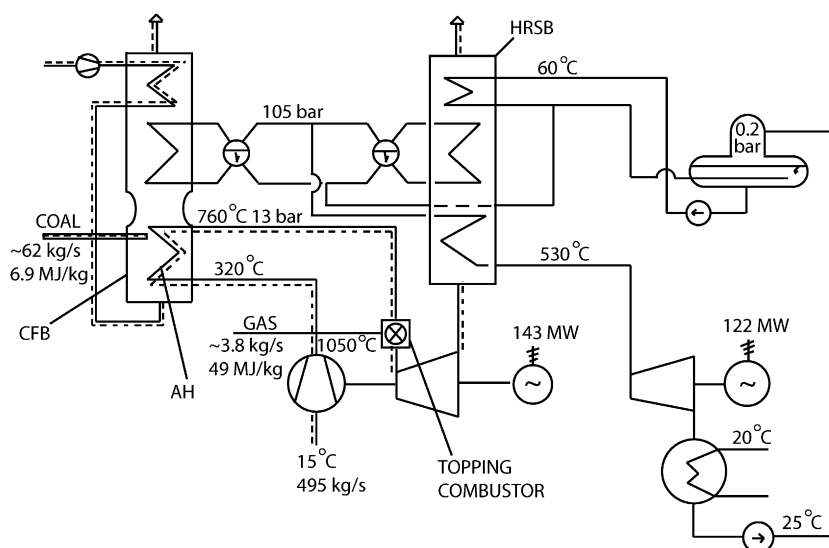 HRSB
60°C
105 bar
0.2
bar
COAL
~62 kg/s
6.9 MJ/kg
760°C 13 bar
320°C
530°C
CFB
GAS
~3.8 kg/s
49 MJ/kg
1050°C
143 MW
122 MW
~
~
AH
20°C
15°C
495 kg/s
TOPPING
COMBUSTOR
25°C